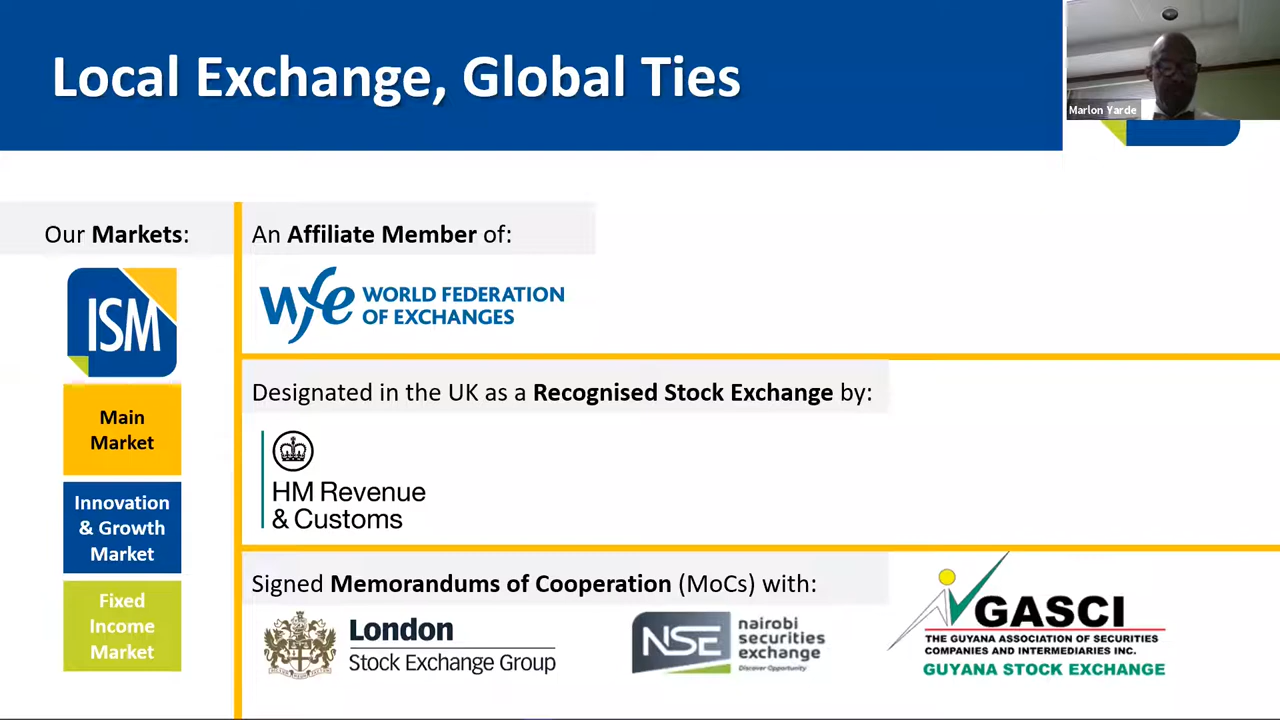 Local Exchange, Global Ties
Marlon Yarde
Our Markets:
ISM
Main
Market
Innovation
& Growth
Market
Fixed
Income
Market
An Affiliate Member of:
wfe WORLD FEDERATION
OF EXCHANGES
Designated in the UK as a Recognised Stock Exchange by:
HM Revenue
& Customs
Signed Memorandums of Cooperation (MoCs) with:
London
Stock Exchange Group
NSE
nairobi
securities
exchange
Discover Opportunity
GASCI
THE GUYANA ASSOCIATION OF SECURITIES
COMPANIES AND INTERMEDIARIES INC.
GUYANA STOCK EXCHANGE